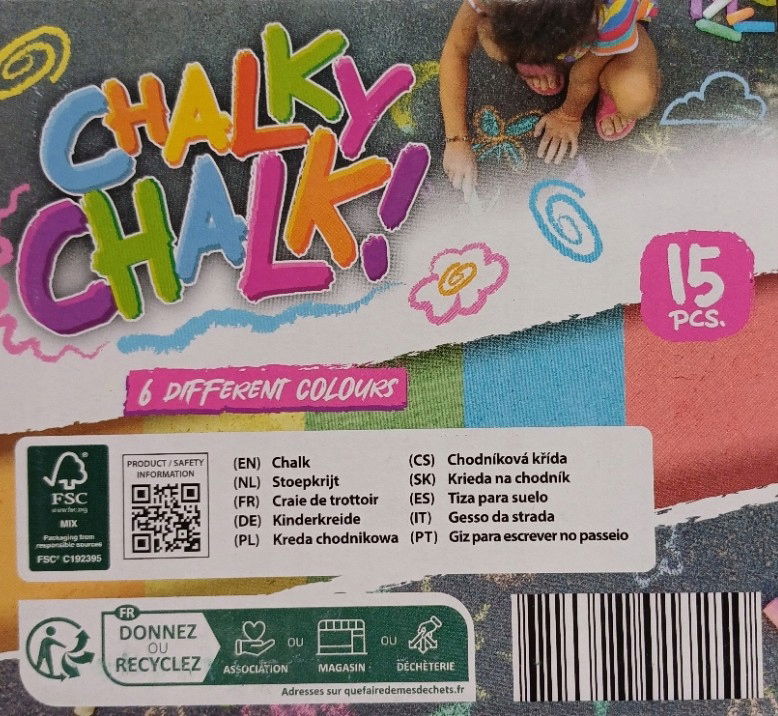 CHALKY
CHALK!
15
PCS.
6 DIFFERENT COLOURS
FSC
www.fsc.org
MIX
Packaging from
responsible sources
FSC® C192395
PRODUCT / SAFETY
INFORMATION
(EN) Chalk
(NL) Stoepkrijt
(FR) Craie de trottoir
(DE) Kinderkreide
(PL) Kreda chodnikowa
(CS) Chodníková křída
(SK) Krieda na chodník
(ES) Tiza para suelo
(IT) Gesso da strada
(PT) Giz para escrever no passeio
FR
DONNEZ
OU
RECYCLEZ
ASSOCIATION
OU
MAGASIN
OU
DÉCHÈTERIE
Adresses sur quefairedemesdechets.fr